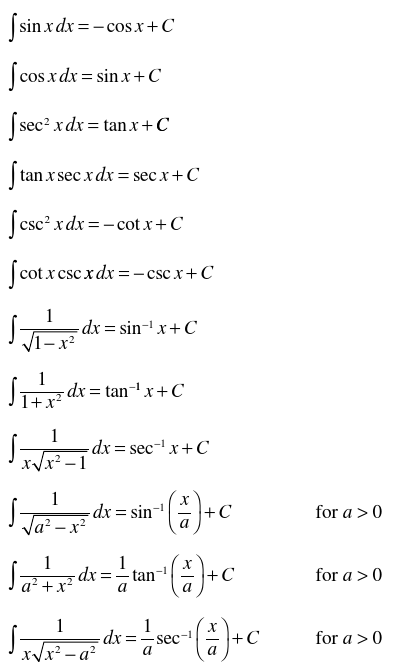 ∫ sin x dx = − cos x + C
∫ cos x dx = sin x + C
∫ sec² x dx = tan x + C
∫ tan x sec x dx = sec x + C
∫ csc² x dx = − cot x + C
∫ cot x csc x dx = − csc x + C
∫ 1/√(1 − x²) dx = sin⁻¹ x + C
∫ 1/(1 + x²) dx = tan⁻¹ x + C
∫ 1/(x√(x² − 1)) dx = sec⁻¹ x + C
∫ 1/√(a² − x²) dx = sin⁻¹ (x/a) + C for a > 0
∫ 1/(a² + x²) dx = 1/a tan⁻¹ (x/a) + C for a > 0
∫ 1/(x√(x² − a²)) dx = 1/a sec⁻¹ (x/a) + C for a > 0